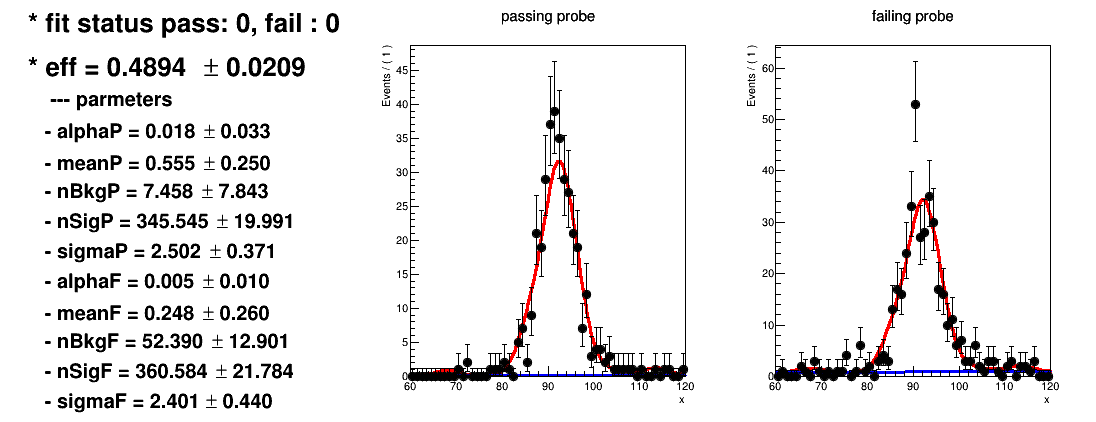 * fit status pass: 0, fail : 0
* eff = 0.4894 ± 0.0209
--- parmeters
- alphaP = 0.018 ± 0.033
- meanP = 0.555 ± 0.250
- nBkgP = 7.458 ± 7.843
- nSigP = 345.545 ± 19.991
- sigmaP = 2.502 ± 0.371
- alphaF = 0.005 ± 0.010
- meanF = 0.248 ± 0.260
- nBkgF = 52.390 ± 12.901
- nSigF = 360.584 ± 21.784
- sigmaF = 2.401 ± 0.440
passing probe
Events / ( 1 )
45
40
35
30
25
20
15
10
5
0
60 70 80 90 100 110 120
x
failing probe
Events / ( 1 )
60
50
40
30
20
10
0
60 70 80 90 100 110 120
x